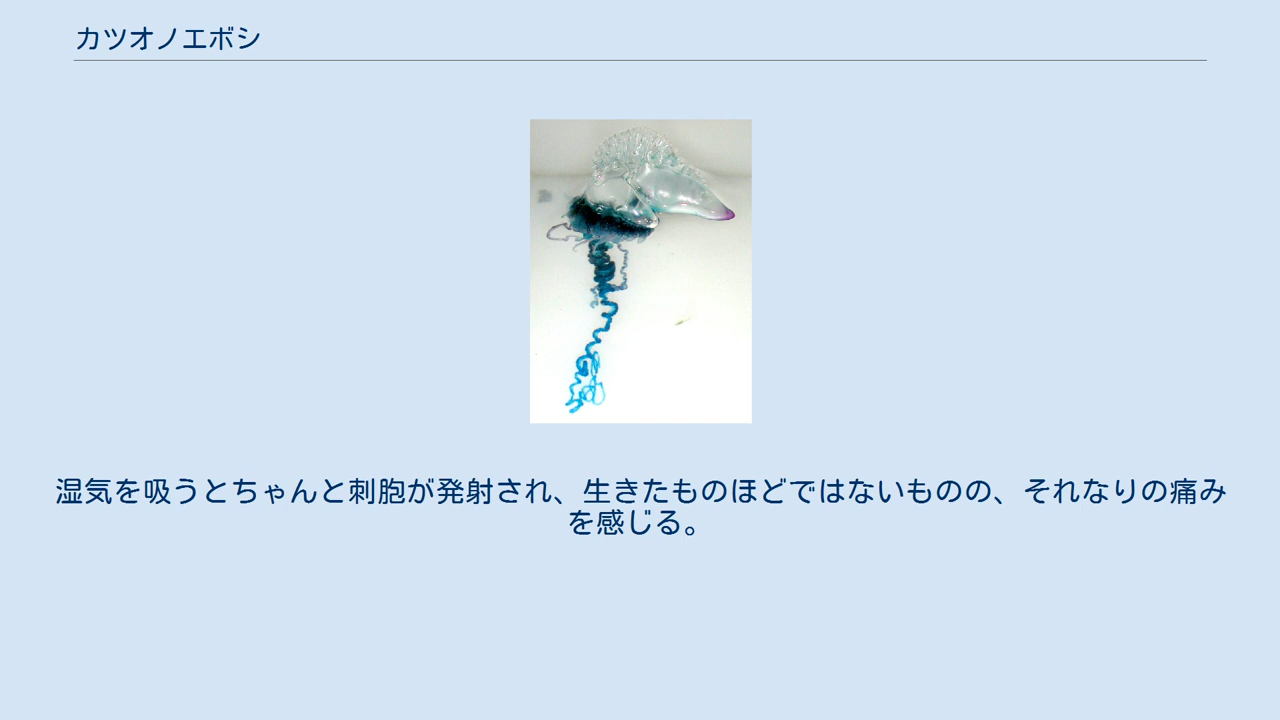 カツオノエボシ
湿気を吸うとちゃんと刺胞が発射され、生きたものほどではないものの、それなりの痛み
を感じる。